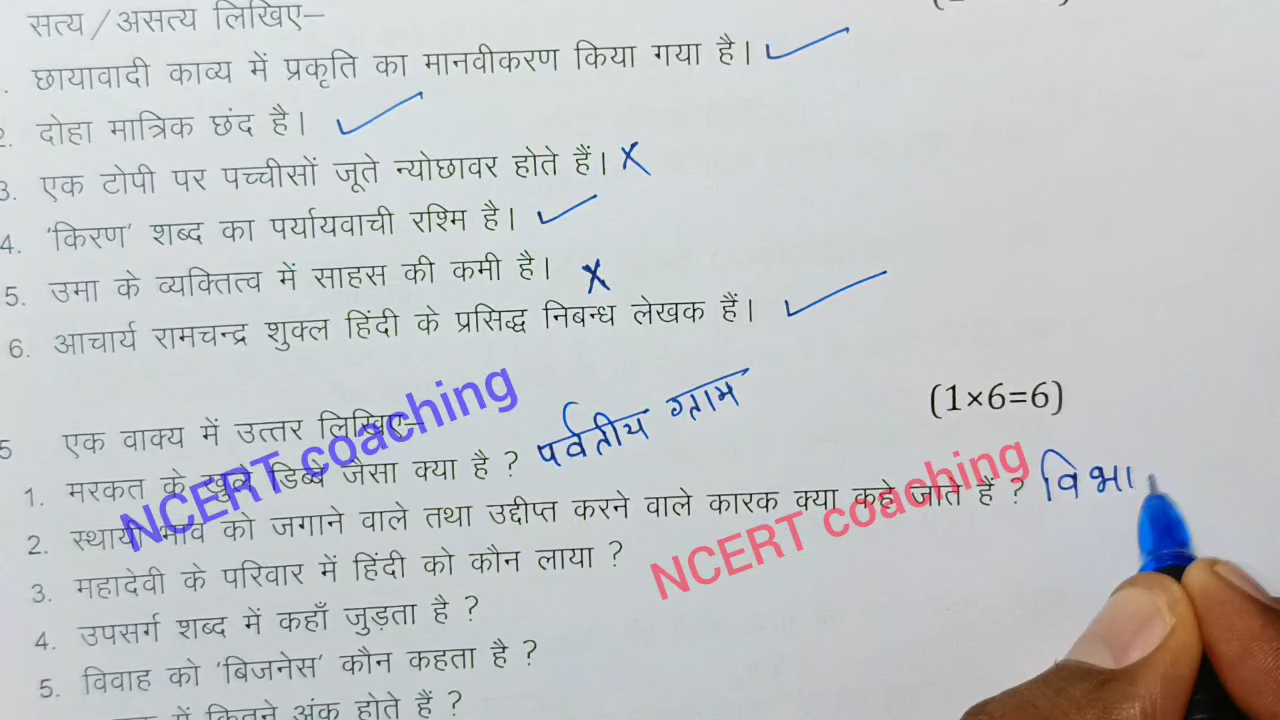 सत्य / असत्य लिखिए–
छायावादी काव्य में प्रकृति का मानवीकरण किया गया है।
2. दोहा मात्रिक छंद है।
3. एक टोपी पर पच्चीसों जूते न्योछावर होते हैं।
4. 'किरण' शब्द का पर्यायवाची रश्मि है।
5. उमा के व्यक्तित्व में साहस की कमी है।
6. आचार्य रामचन्द्र शुक्ल हिंदी के प्रसिद्ध निबन्ध लेखक हैं।
5 एक वाक्य में उत्तर लिखिए– (1×6=6)
1. मरकत के खुले डिब्बे जैसा क्या है ? पर्वतीय ग्राम
2. स्थायी भाव को जगाने वाले तथा उद्दीप्त करने वाले कारक क्या कहे जाते हैं ? विभा
3. महादेवी के परिवार में हिंदी को कौन लाया ?
4. उपसर्ग शब्द में कहाँ जुड़ता है ?
5. विवाह को 'बिजनेस' कौन कहता है ?
में कितने अंक होते हैं ?
NCERT coaching
NCERT coaching